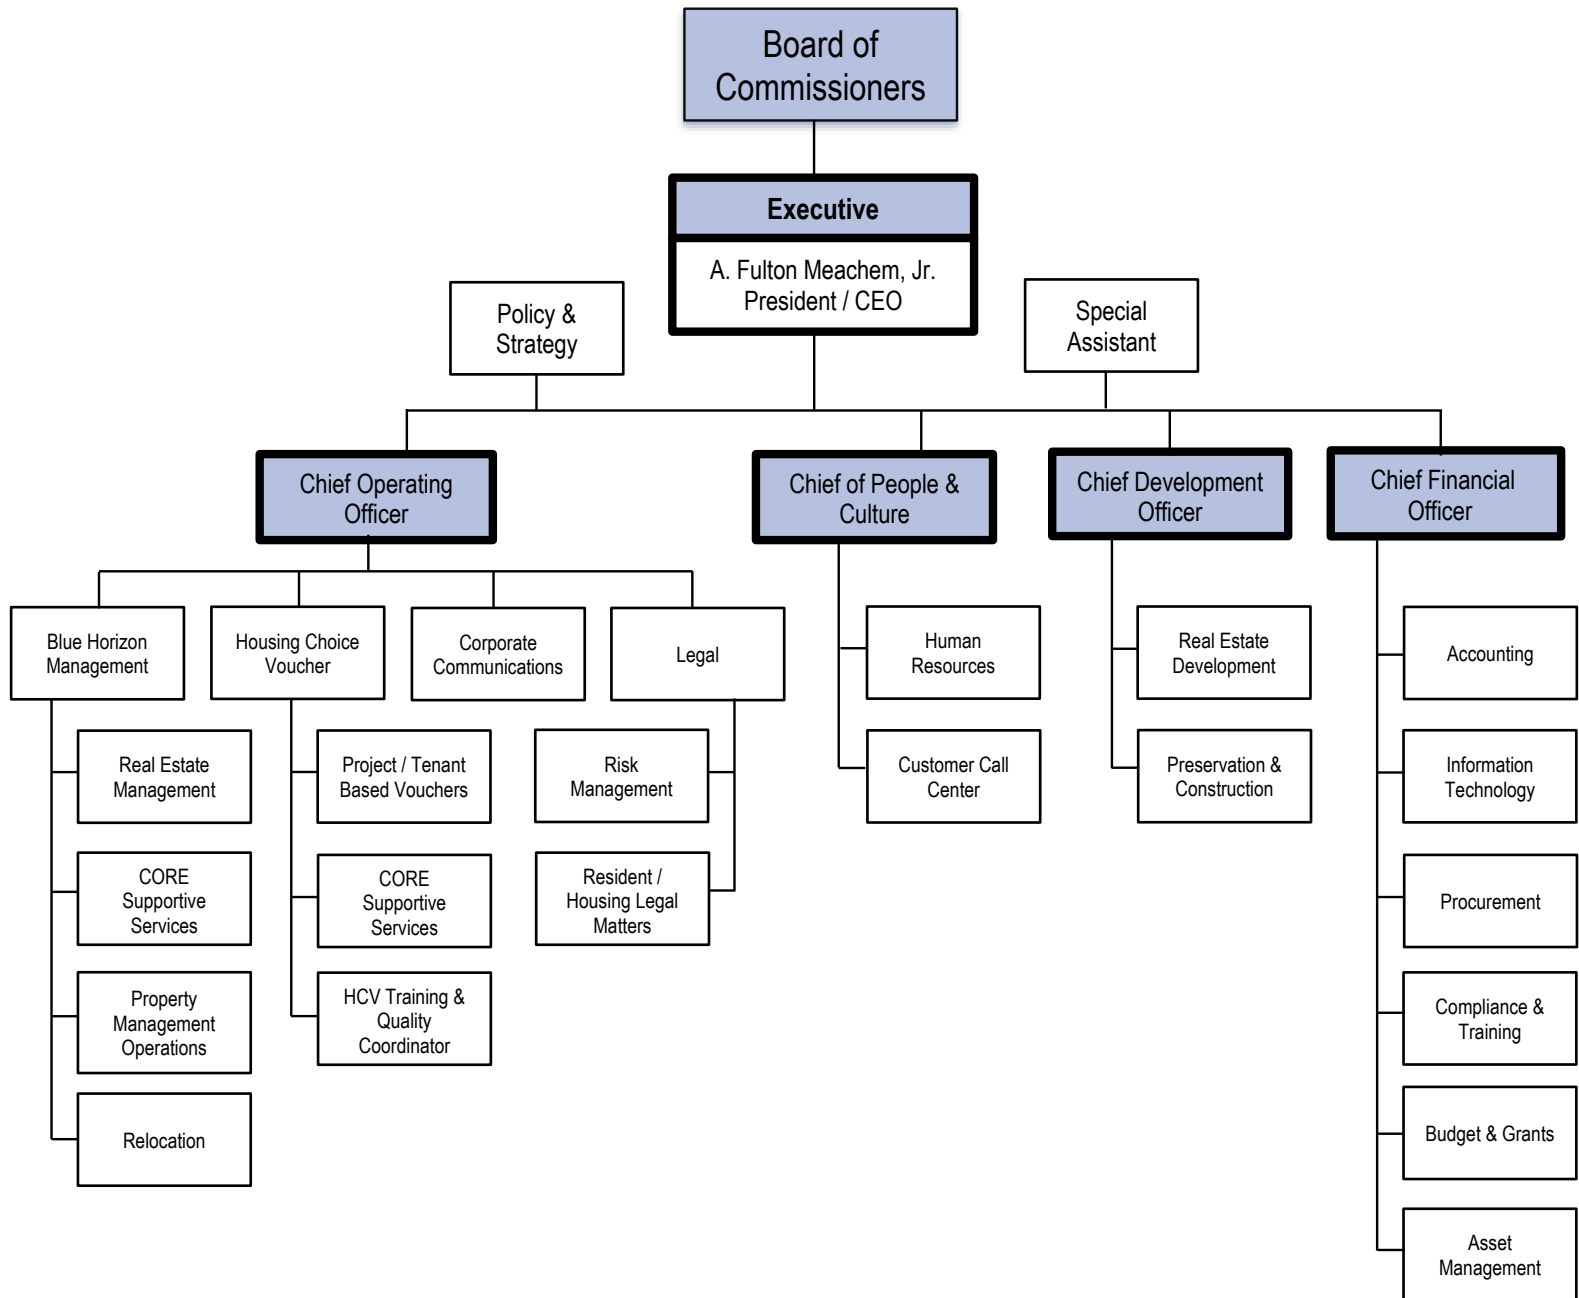 Board of
Commissioners
Executive
A. Fulton Meachem, Jr.
President / CEO
Policy &
Strategy
Special
Assistant
Chief Operating
Officer
Chief of People &
Culture
Chief Development
Officer
Chief Financial
Officer
Blue Horizon
Management
Housing Choice
Voucher
Corporate
Communications
Legal
Human
Resources
Real Estate
Development
Accounting
Real Estate
Management
Project / Tenant
Based Vouchers
Risk
Management
Customer Call
Center
Preservation &
Construction
Information
Technology
CORE
Supportive
Services
CORE
Supportive
Services
Resident /
Housing Legal
Matters
Procurement
Property
Management
Operations
HCV Training &
Quality
Coordinator
Compliance &
Training
Relocation
Budget & Grants
Asset
Management